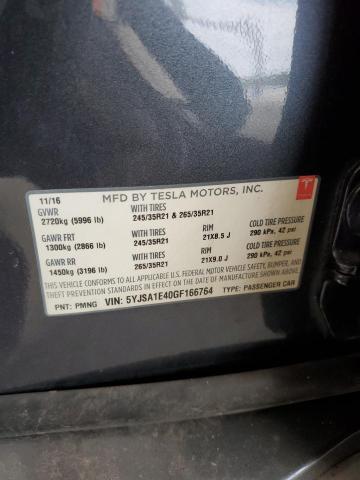 11/16 MFD BY TESLA MOTORS, INC. TESLA
GVWR WITH TIRES
2720kg (5996 lb) 245/35R21 & 265/35R21
GAWR FRT WITH TIRES RIM COLD TIRE PRESSURE
1300kg (2866 lb) 245/35R21 21X8.5 J 290 kPa, 42 psi
GAWR RR WITH TIRES RIM COLD TIRE PRESSURE
1450kg (3196 lb) 265/35R21 21X9.0 J 290 kPa, 42 psi
THIS VEHICLE CONFORMS TO ALL APPLICABLE U.S. FEDERAL MOTOR VEHICLE SAFETY, BUMPER, AND
THEFT PREVENTION STANDARDS IN EFFECT ON THE DATE OF MANUFACTURE SHOWN ABOVE.
PNT: PMNG VIN: 5YJSA1E40GF166764 TYPE: PASSENGER CAR